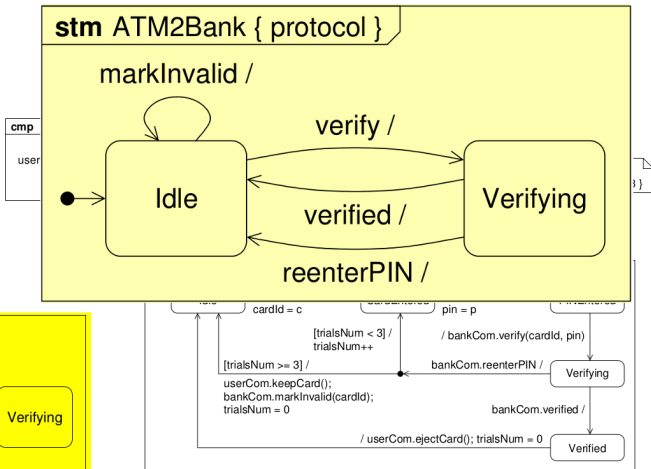 stm ATM2Bank { protocol }
markInvalid /
verify /
cmp
user
Idle
Verifying
verified /
reenterPIN /
cardId = c
pin = p
[trialsNum < 3] /
trialsNum++
/ bankCom.verify(cardId, pin)
[trialsNum >= 3] /
bankCom.reenterPIN /
Verifying
userCom.keepCard();
bankCom.markInvalid(cardId);
trialsNum = 0
bankCom.verified /
Verifying
/ userCom.ejectCard(); trialsNum = 0
Verified